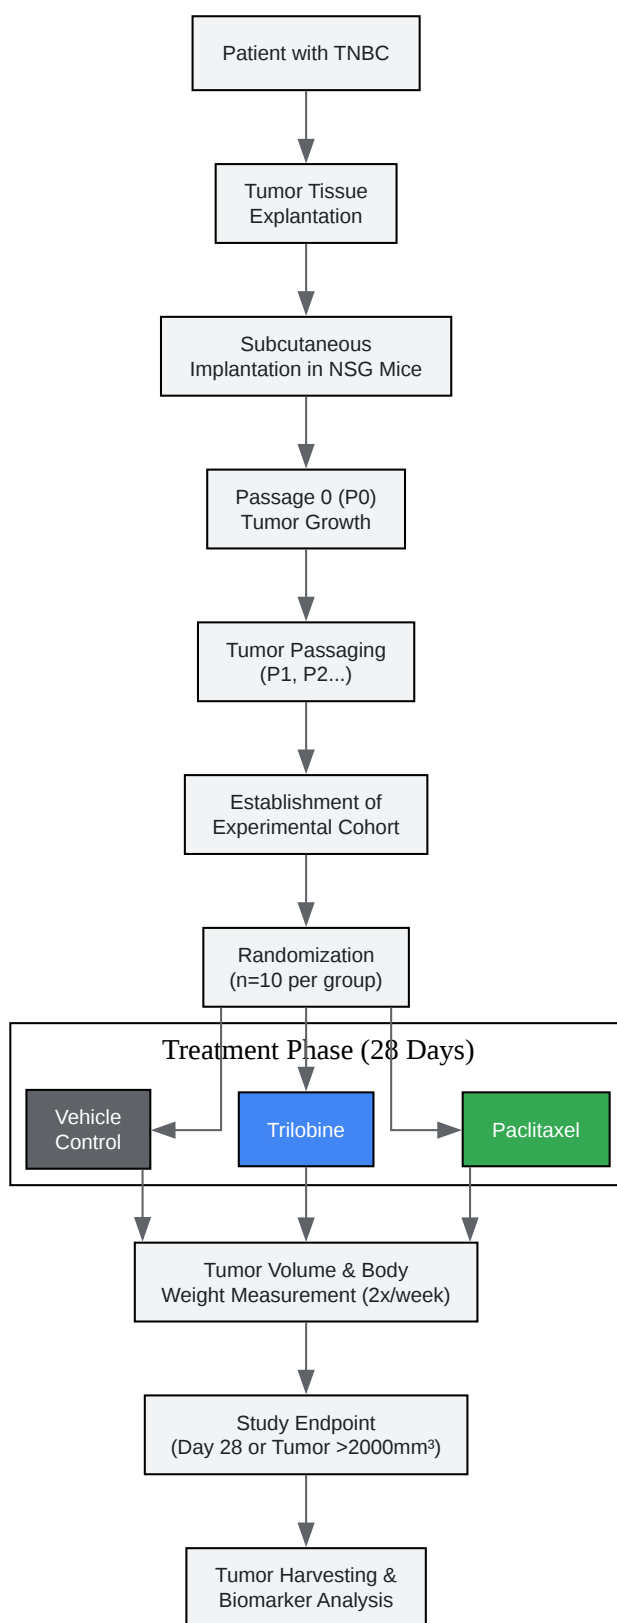 Patient with TNBC
Tumor Tissue
Explantation
Subcutaneous
Implantation in NSG Mice
Passage 0 (P0)
Tumor Growth
Tumor Passaging
(P1, P2...)
Establishment of
Experimental Cohort
Randomization
(n=10 per group)
Treatment Phase (28 Days)
Vehicle
Control
Trilobine
Paclitaxel
Tumor Volume & Body
Weight Measurement (2x/week)
Study Endpoint
(Day 28 or Tumor >2000mm³)
Tumor Harvesting &
Biomarker Analysis